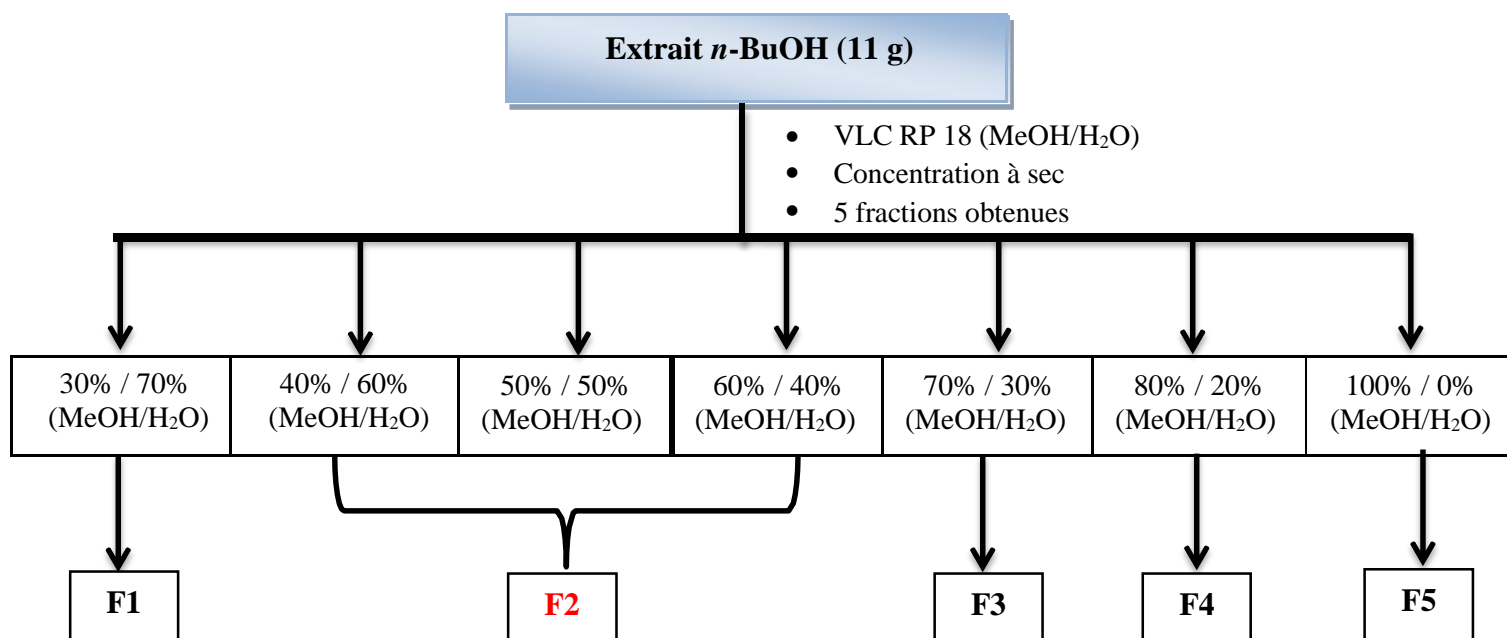 Extrait n-BuOH (11 g)
• VLC RP 18 (MeOH/H₂O)
• Concentration à sec
• 5 fractions obtenues
30% / 70%
(MeOH/H₂O)
40% / 60%
(MeOH/H₂O)
50% / 50%
(MeOH/H₂O)
60% / 40%
(MeOH/H₂O)
70% / 30%
(MeOH/H₂O)
80% / 20%
(MeOH/H₂O)
100% / 0%
(MeOH/H₂O)
F1
F2
F3
F4
F5